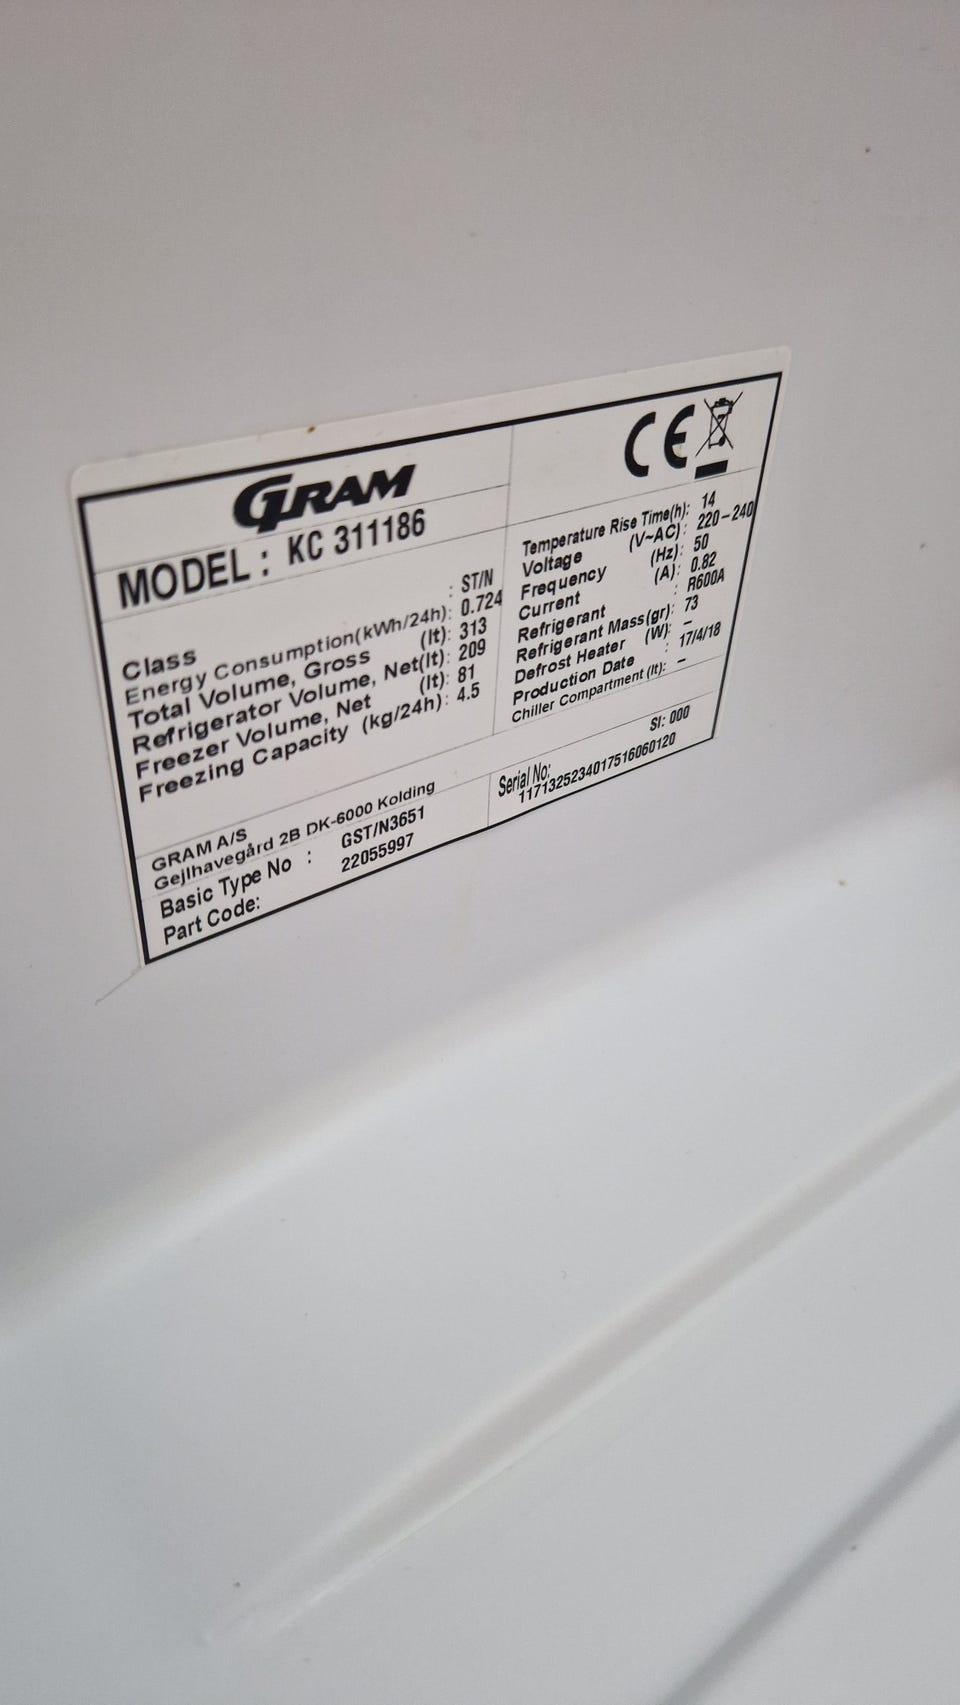 GRAM
MODEL : KC 311186
Class : ST/N
Energy Consumption(kWh/24h): 0.724
Total Volume, Gross (lt): 313
Refrigerator Volume, Net(lt): 209
Freezer Volume, Net (lt): 81
Freezing Capacity (kg/24h): 4.5
CE
Temperature Rise Time(h): 14
Voltage (V~AC): 220-240
Frequency (Hz): 50
Current (A): 0.82
Refrigerant : R600A
Refrigerant Mass(gr): 73
Defrost Heater (W): –
Production Date : 17/4/18
Chiller Compartment (lt): –
GRAM A/S
Gejlhavegård 2B DK-6000 Kolding
Basic Type No : GST/N3651
Part Code: 22055997
SI: 000
Serial No:
1171325234017516060120